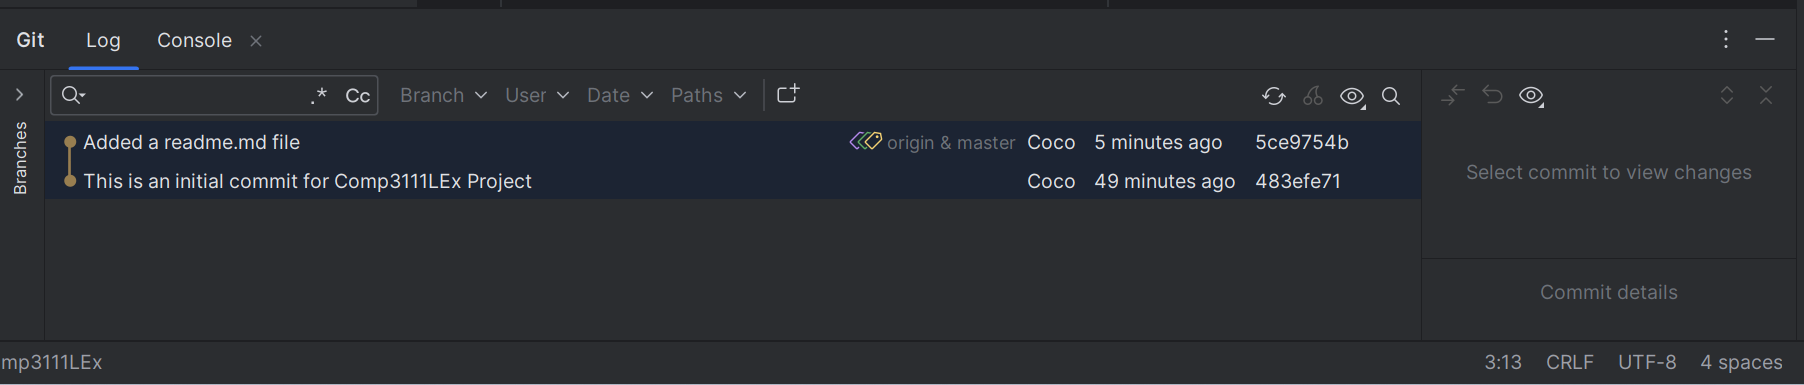 Git Log Console
.* Cc Branch User Date Paths
Branches
Added a readme.md file origin & master Coco 5 minutes ago 5ce9754b
This is an initial commit for Comp3111LEx Project Coco 49 minutes ago 483efe71
Select commit to view changes
Commit details
mp3111LEx 3:13 CRLF UTF-8 4 spaces